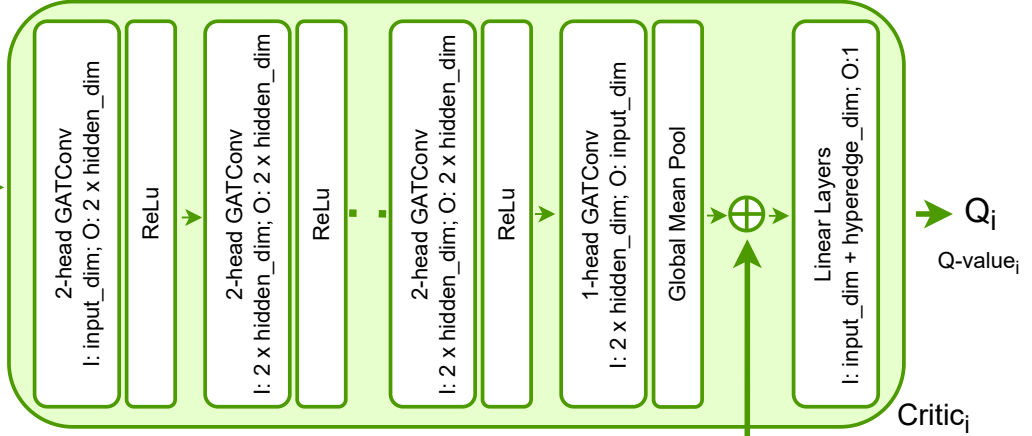 2-head GATConv
I: input_dim; O: 2 x hidden_dim
ReLu
2-head GATConv
I: 2 x hidden_dim; O: 2 x hidden_dim
ReLu
2-head GATConv
I: 2 x hidden_dim; O: 2 x hidden_dim
ReLu
1-head GATConv
I: 2 x hidden_dim; O: input_dim
Global Mean Pool
Linear Layers
I: input_dim + hyperedge_dim; O:1
Qi
Q-valuei
Critici